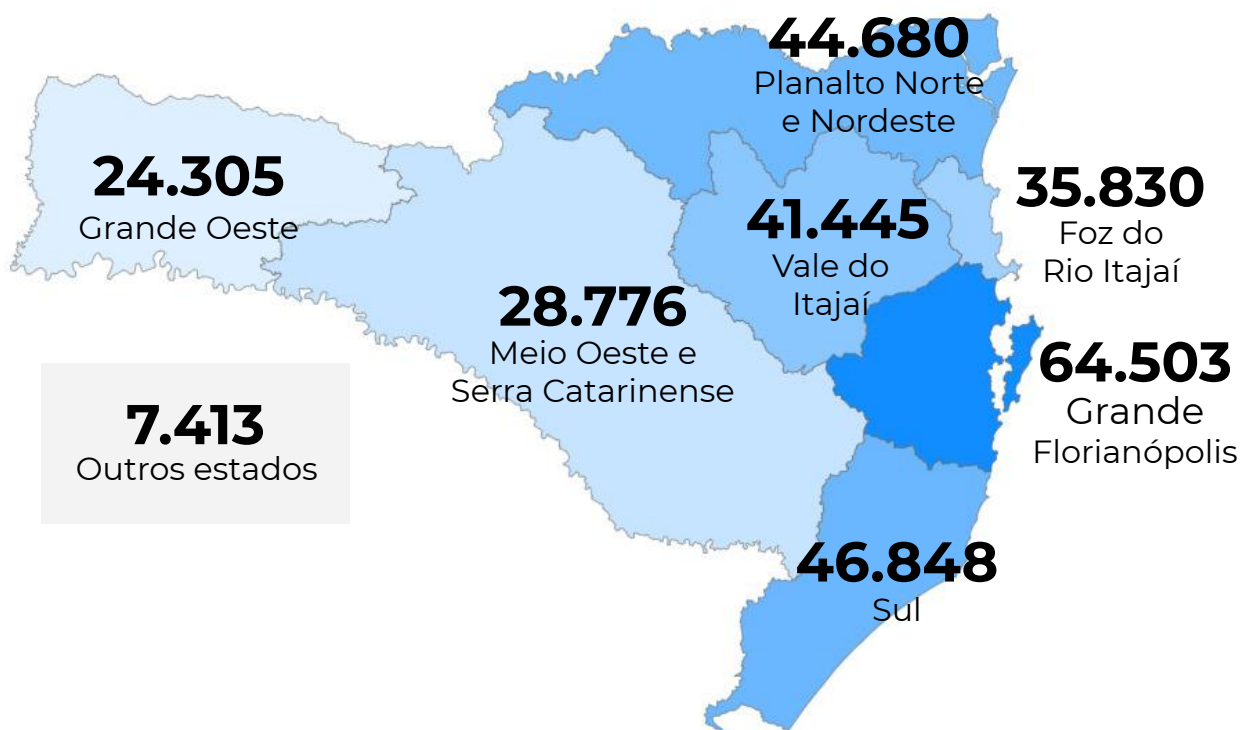 44.680
Planalto Norte
e Nordeste
24.305
Grande Oeste
35.830
Foz do
Rio Itajaí
41.445
Vale do
Itajaí
28.776
Meio Oeste e
Serra Catarinense
64.503
Grande
Florianópolis
7.413
Outros estados
46.848
Sul